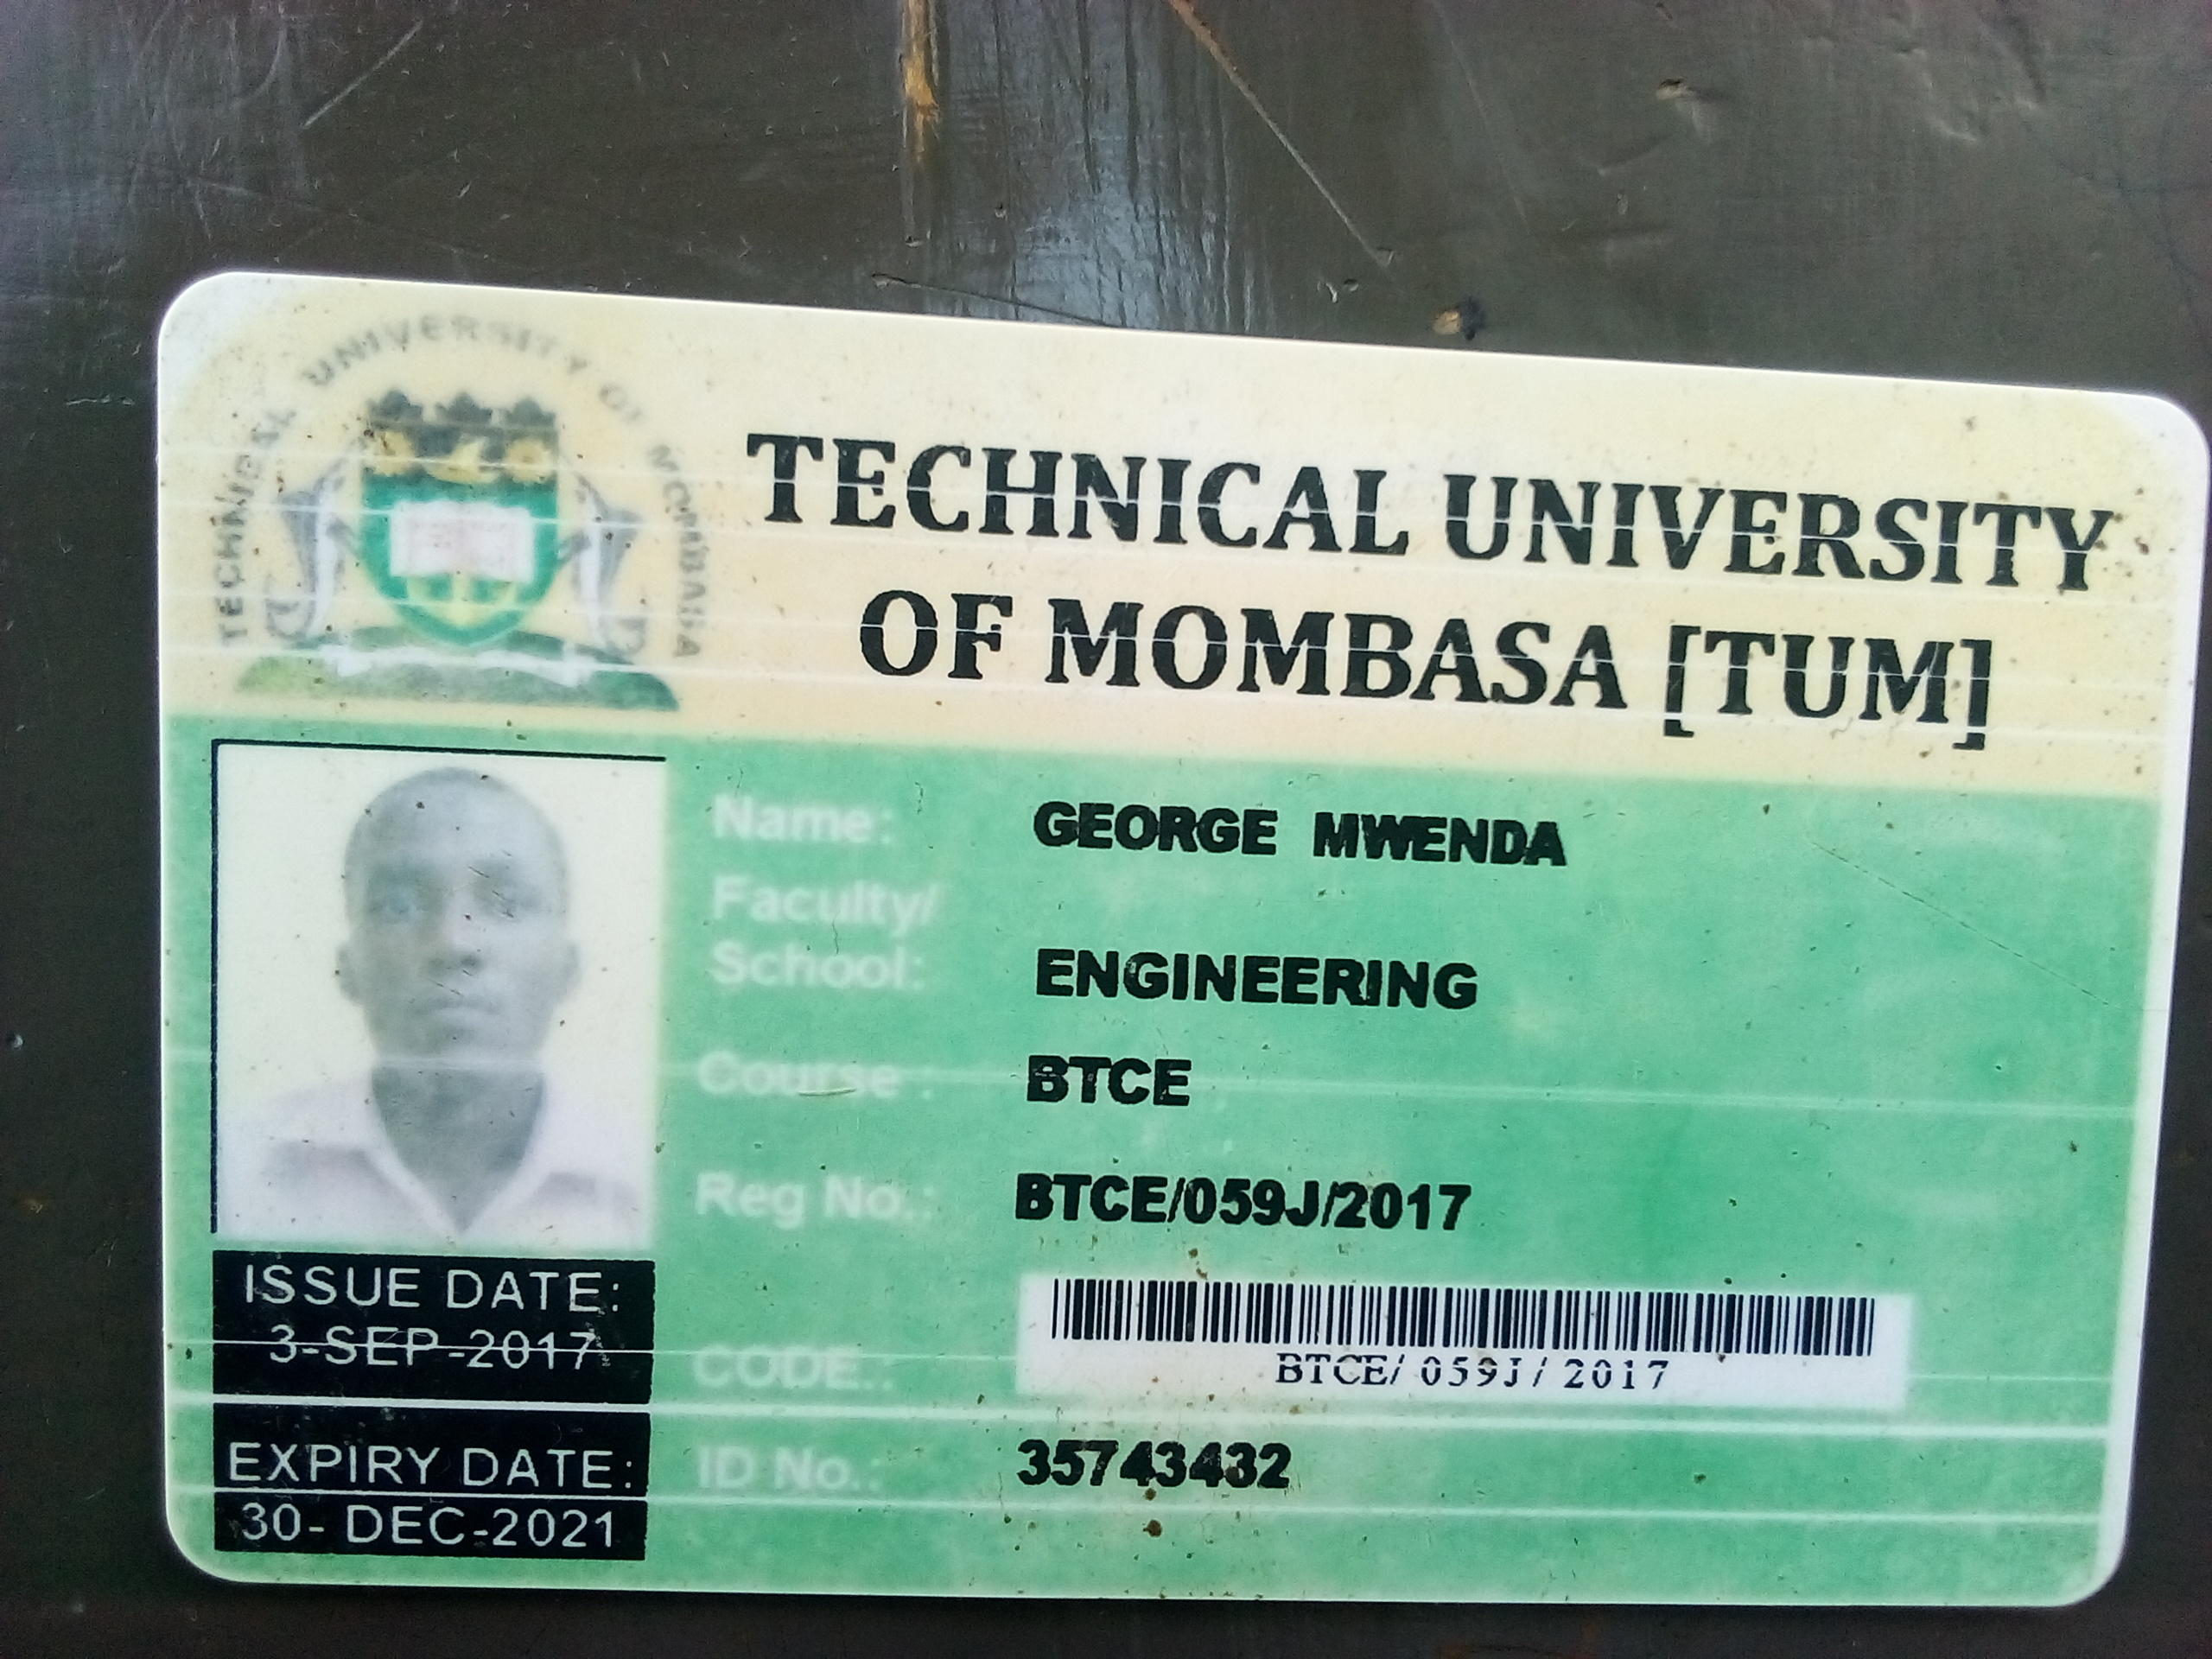 TECHNICAL UNIVERSITY OF MOMBASA
TECHNICAL UNIVERSITY
OF MOMBASA [TUM]
Name: GEORGE MWENDA
Faculty/
School: ENGINEERING
Course : BTCE
Reg No.: BTCE/059J/2017
ISSUE DATE:
3-SEP-2017
CODE.:
BTCE/ 059J/ 2017
EXPIRY DATE:
30- DEC-2021
ID No.: 35743432